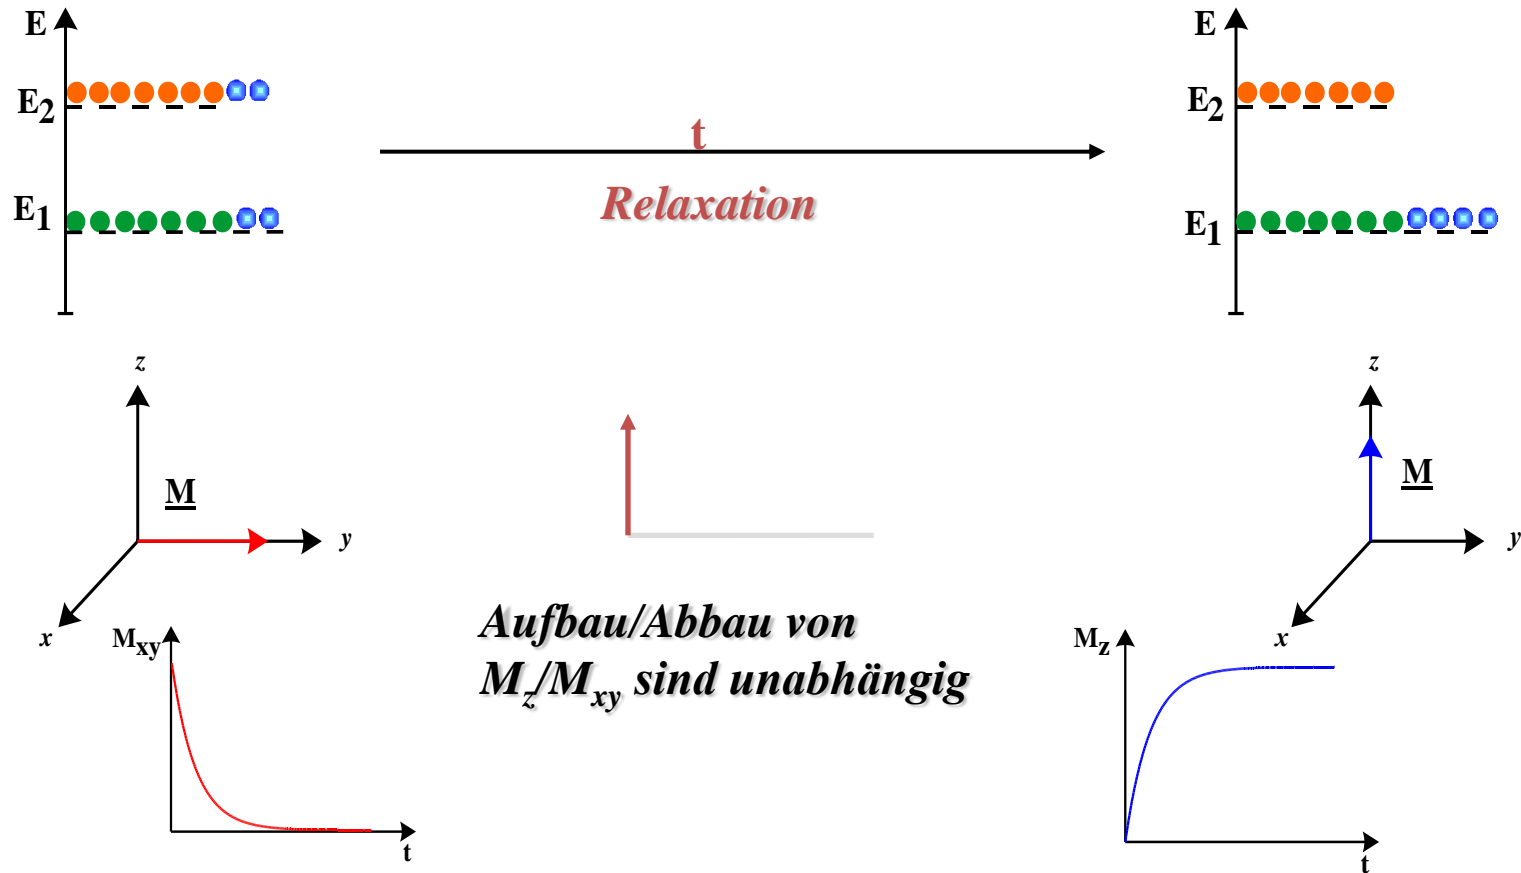 E
E2
E1
t
Relaxation
E
E2
E1
z
M
y
x
z
M
y
x
Aufbau/Abbau von
Mz/Mxy sind unabhängig
Mxy
t
Mz
t